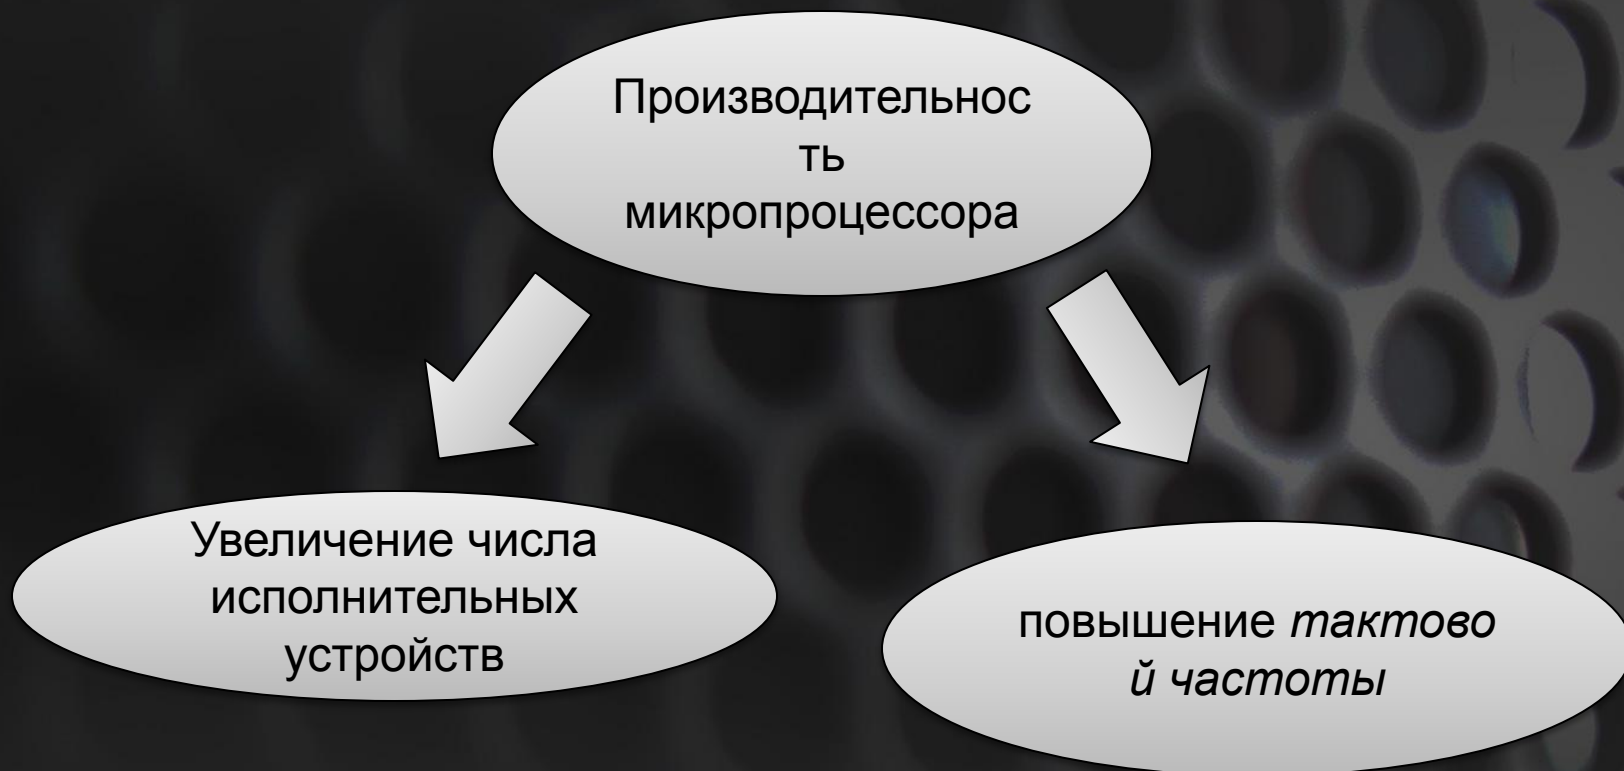 Производительнос
ть
микропроцессора
Увеличение числа
исполнительных
устройств
повышение тактово
й частоты